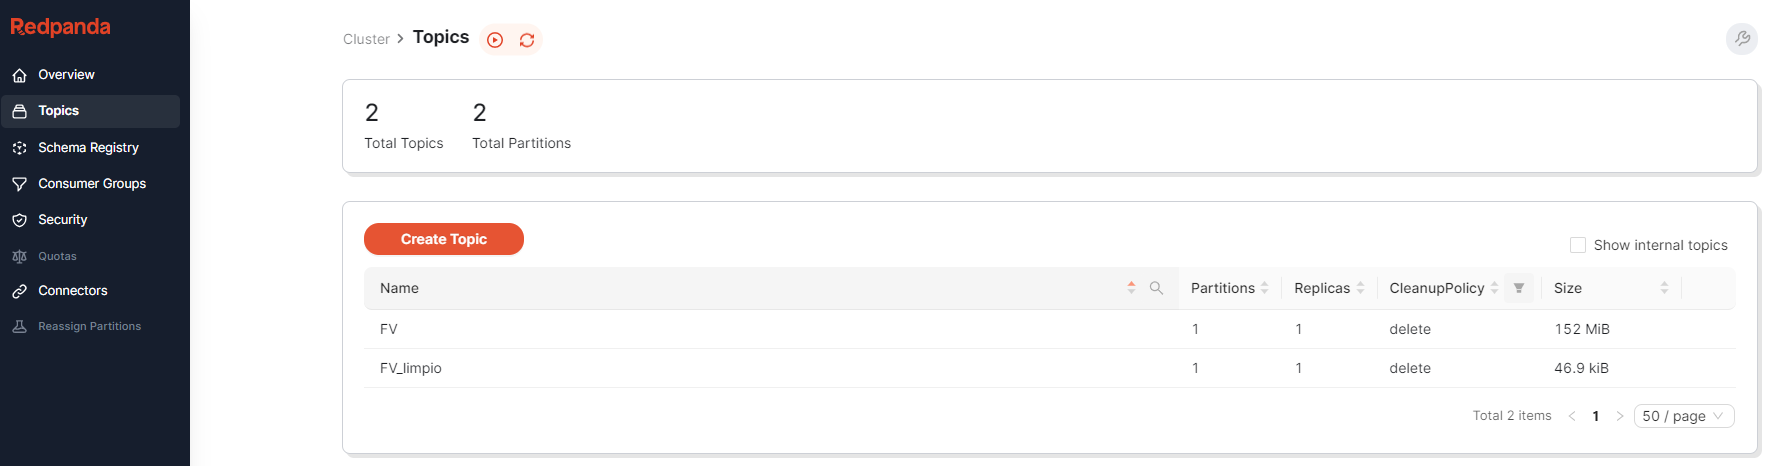 Redpanda
Overview
Topics
Schema Registry
Consumer Groups
Security
Quotas
Connectors
Reassign Partitions
Cluster > Topics
2 2
Total Topics Total Partitions
Create Topic
Show internal topics
Name Partitions Replicas CleanupPolicy Size
FV 1 1 delete 152 MiB
FV_limpio 1 1 delete 46.9 kiB
Total 2 items < 1 > 50 / page